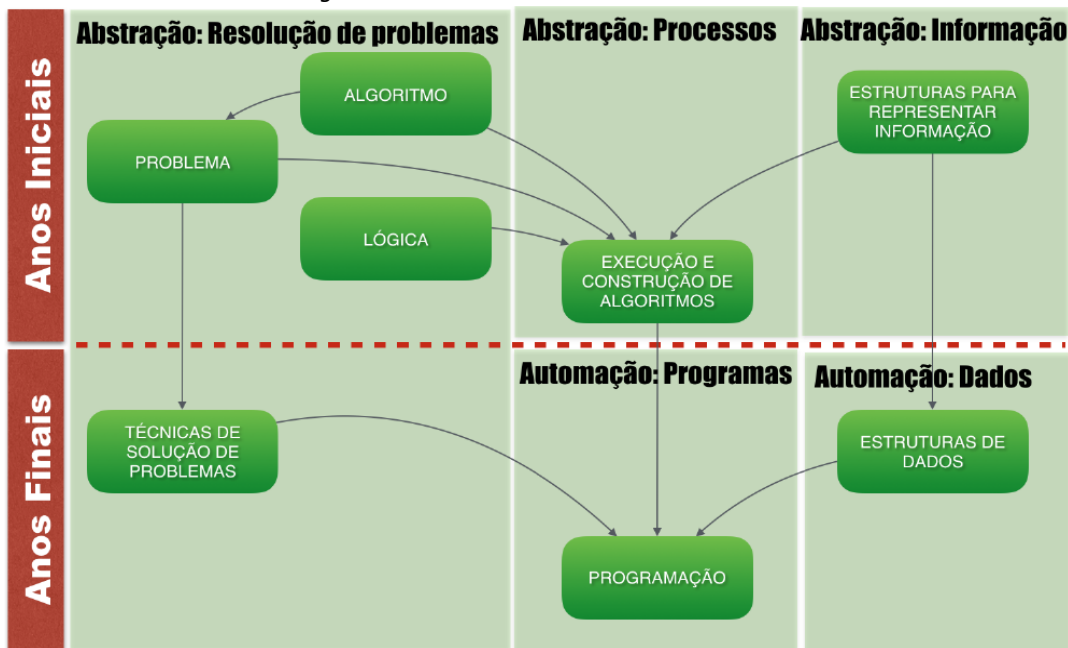 Abstração: Resolução de problemas
Abstração: Processos
Abstração: Informação
Anos Iniciais
ALGORITMO
PROBLEMA
LÓGICA
EXECUÇÃO E
CONSTRUÇÃO DE
ALGORITMOS
ESTRUTURAS PARA
REPRESENTAR
INFORMAÇÃO
Automação: Programas
Automação: Dados
Anos Finais
TÉCNICAS DE
SOLUÇÃO DE
PROBLEMAS
ESTRUTURAS DE
DADOS
PROGRAMAÇÃO